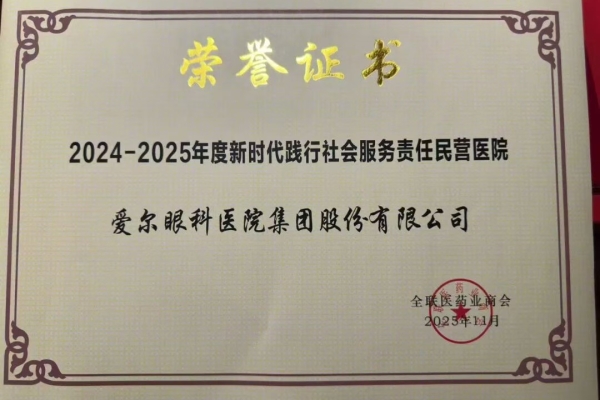 荣誉证书
2024-2025年度新时代践行社会服务责任民营医院
爱尔眼科医院集团股份有限公司
全联医药业商会
2025年11月